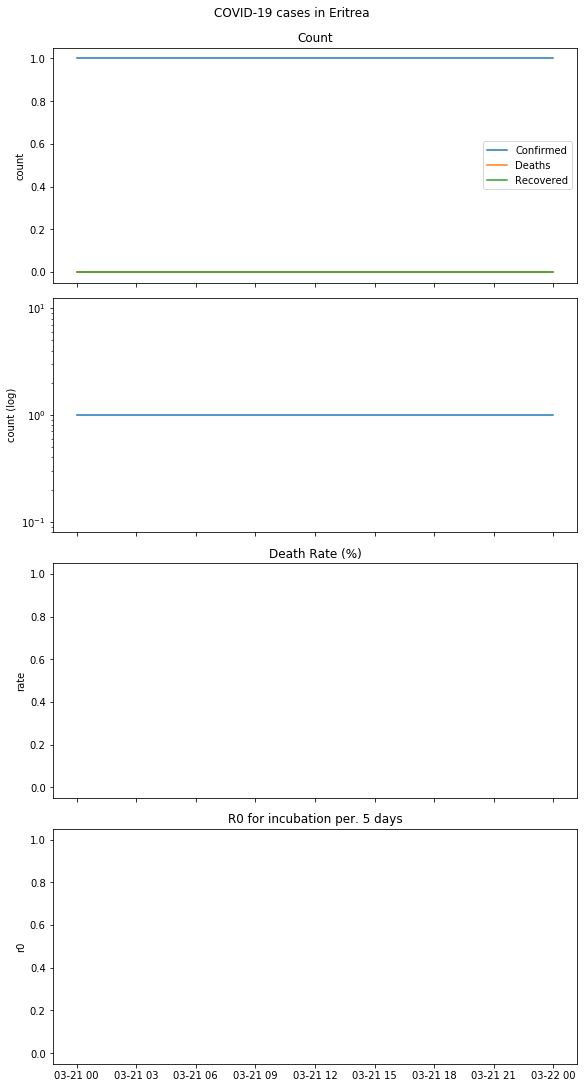 COVID-19 cases in Eritrea
Count
1.0
0.8
0.6
0.4
0.2
0.0
count
Confirmed
Deaths
Recovered
10¹
10⁰
10⁻¹
count (log)
Death Rate (%)
1.0
0.8
0.6
0.4
0.2
0.0
rate
R0 for incubation per. 5 days
1.0
0.8
0.6
0.4
0.2
0.0
r0
03-21 00 03-21 03 03-21 06 03-21 09 03-21 12 03-21 15 03-21 18 03-21 21 03-22 00